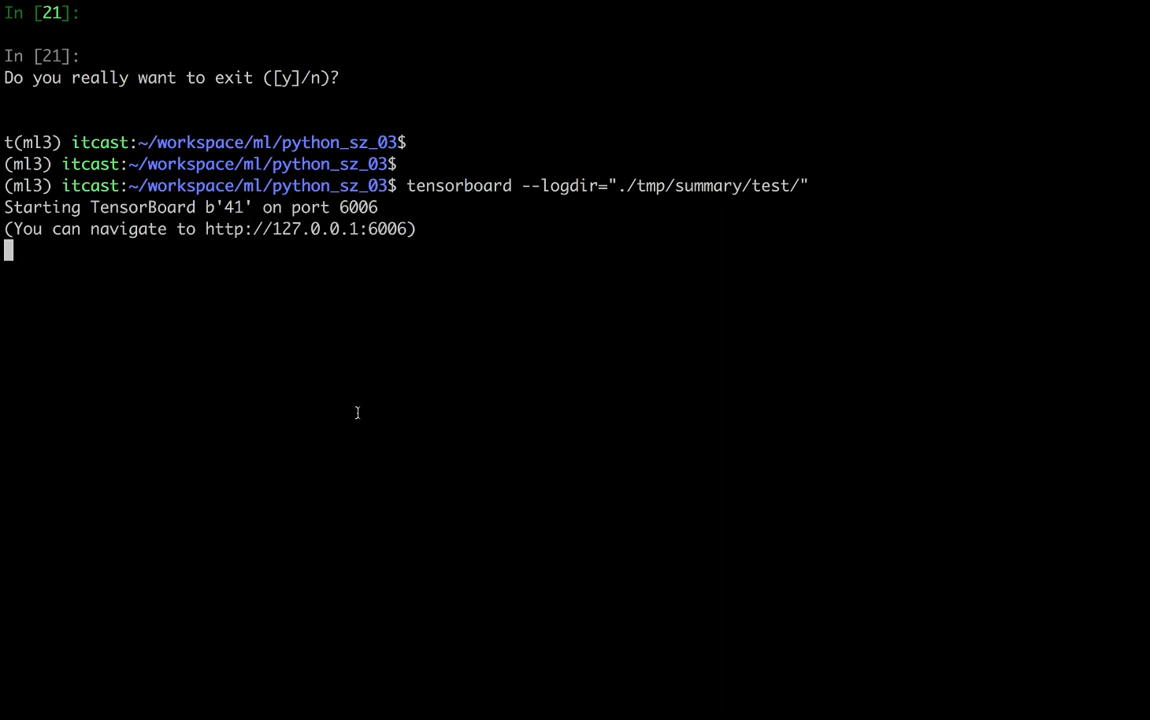 In [21]:
In [21]:
Do you really want to exit ([y]/n)?
t(ml3) itcast:~/workspace/ml/python_sz_03$
(ml3) itcast:~/workspace/ml/python_sz_03$
(ml3) itcast:~/workspace/ml/python_sz_03$ tensorboard --logdir="./tmp/summary/test/"
Starting TensorBoard b'41' on port 6006
(You can navigate to http://127.0.0.1:6006)